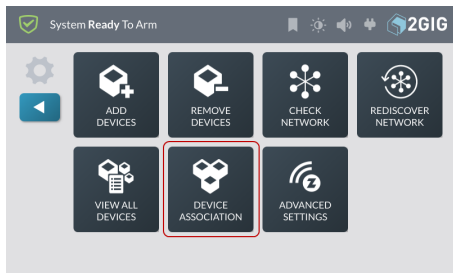 System Ready To Arm
2GIG
ADD
DEVICES
REMOVE
DEVICES
CHECK
NETWORK
REDISCOVER
NETWORK
VIEW ALL
DEVICES
DEVICE
ASSOCIATION
ADVANCED
SETTINGS